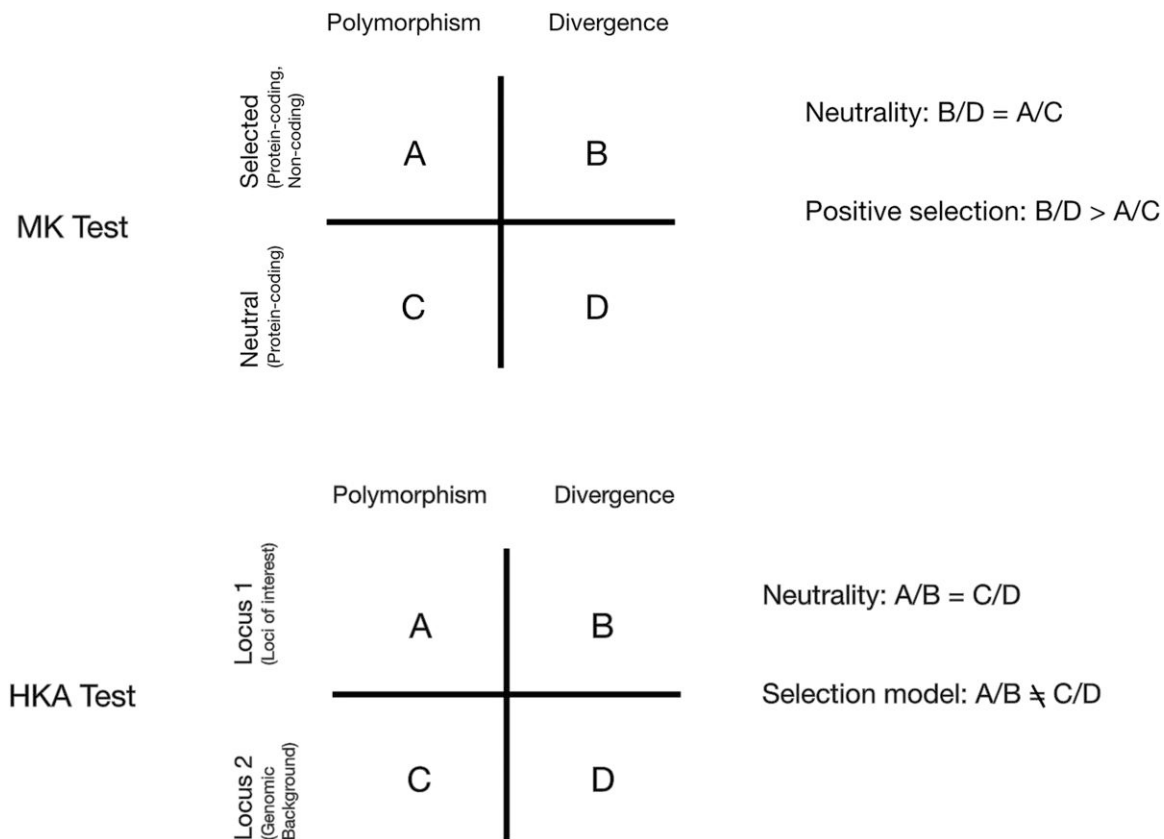 Polymorphism Divergence
MK Test
Selected
(Protein-coding,
Non-coding)
A B
Neutral
(Protein-coding)
C D
Neutrality: B/D = A/C
Positive selection: B/D > A/C
Polymorphism Divergence
HKA Test
Locus 1
(Loci of interest)
A B
Locus 2
(Genomic
Background)
C D
Neutrality: A/B = C/D
Selection model: A/B ≠ C/D